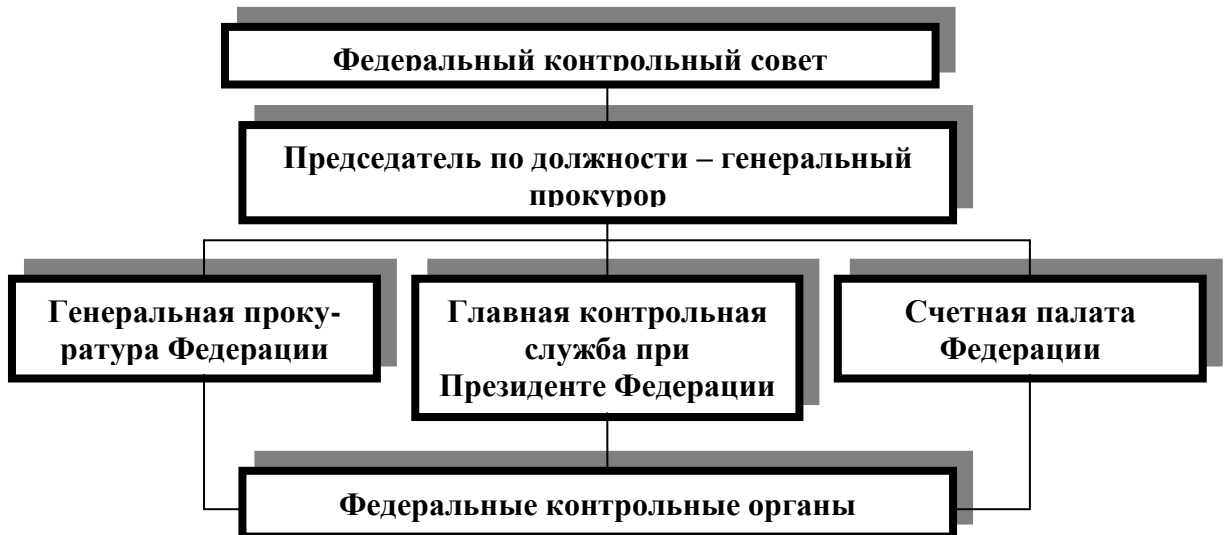 Федеральный контрольный совет
Председатель по должности – генеральный
прокурор
Генеральная проку-
ратура Федерации
Главная контрольная
служба при
Президенте Федерации
Счетная палата
Федерации
Федеральные контрольные органы